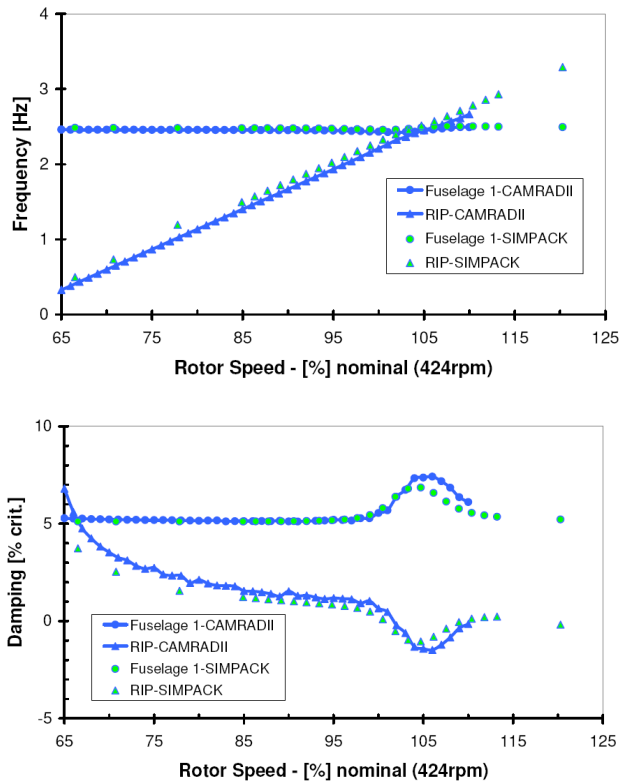 4
3
2
1
0
Frequency [Hz]
Fuselage 1-CAMRADII
RIP-CAMRADII
Fuselage 1-SIMPACK
RIP-SIMPACK
65 75 85 95 105 115 125
Rotor Speed - [%] nominal (424rpm)
10
5
0
-5
Damping [% crit.]
Fuselage 1-CAMRADII
RIP-CAMRADII
Fuselage 1-SIMPACK
RIP-SIMPACK
65 75 85 95 105 115 125
Rotor Speed - [%] nominal (424rpm)